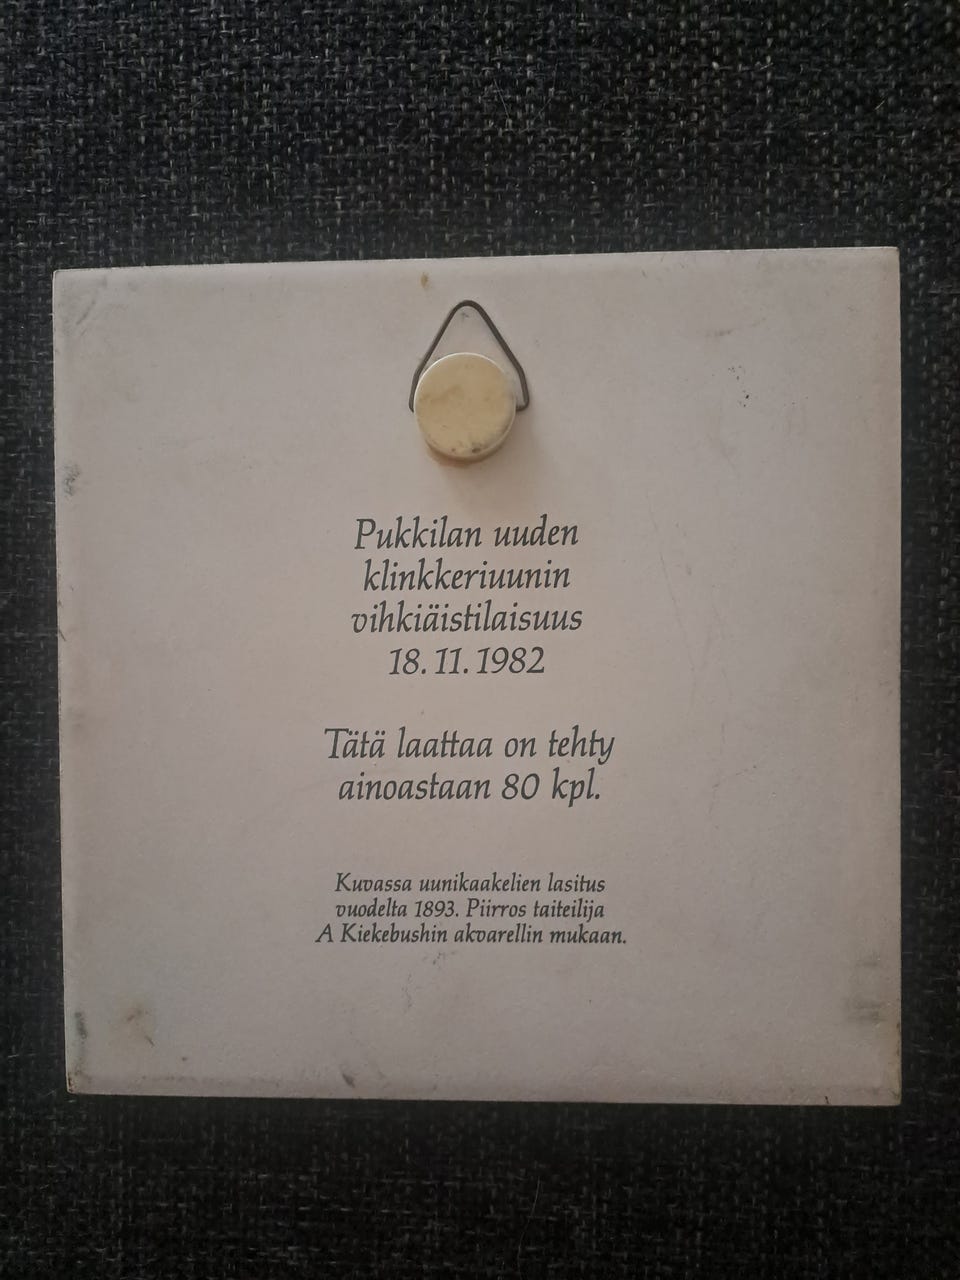 Pukkilan uuden
klinkkeriuunin
vihkiäistilaisuus
18. 11. 1982
Tätä laattaa on tehty
ainoastaan 80 kpl.
Kuvassa uunikaakelien lasitus
vuodelta 1893. Piirros taiteilija
A Kiekebushin akvarellin mukaan.